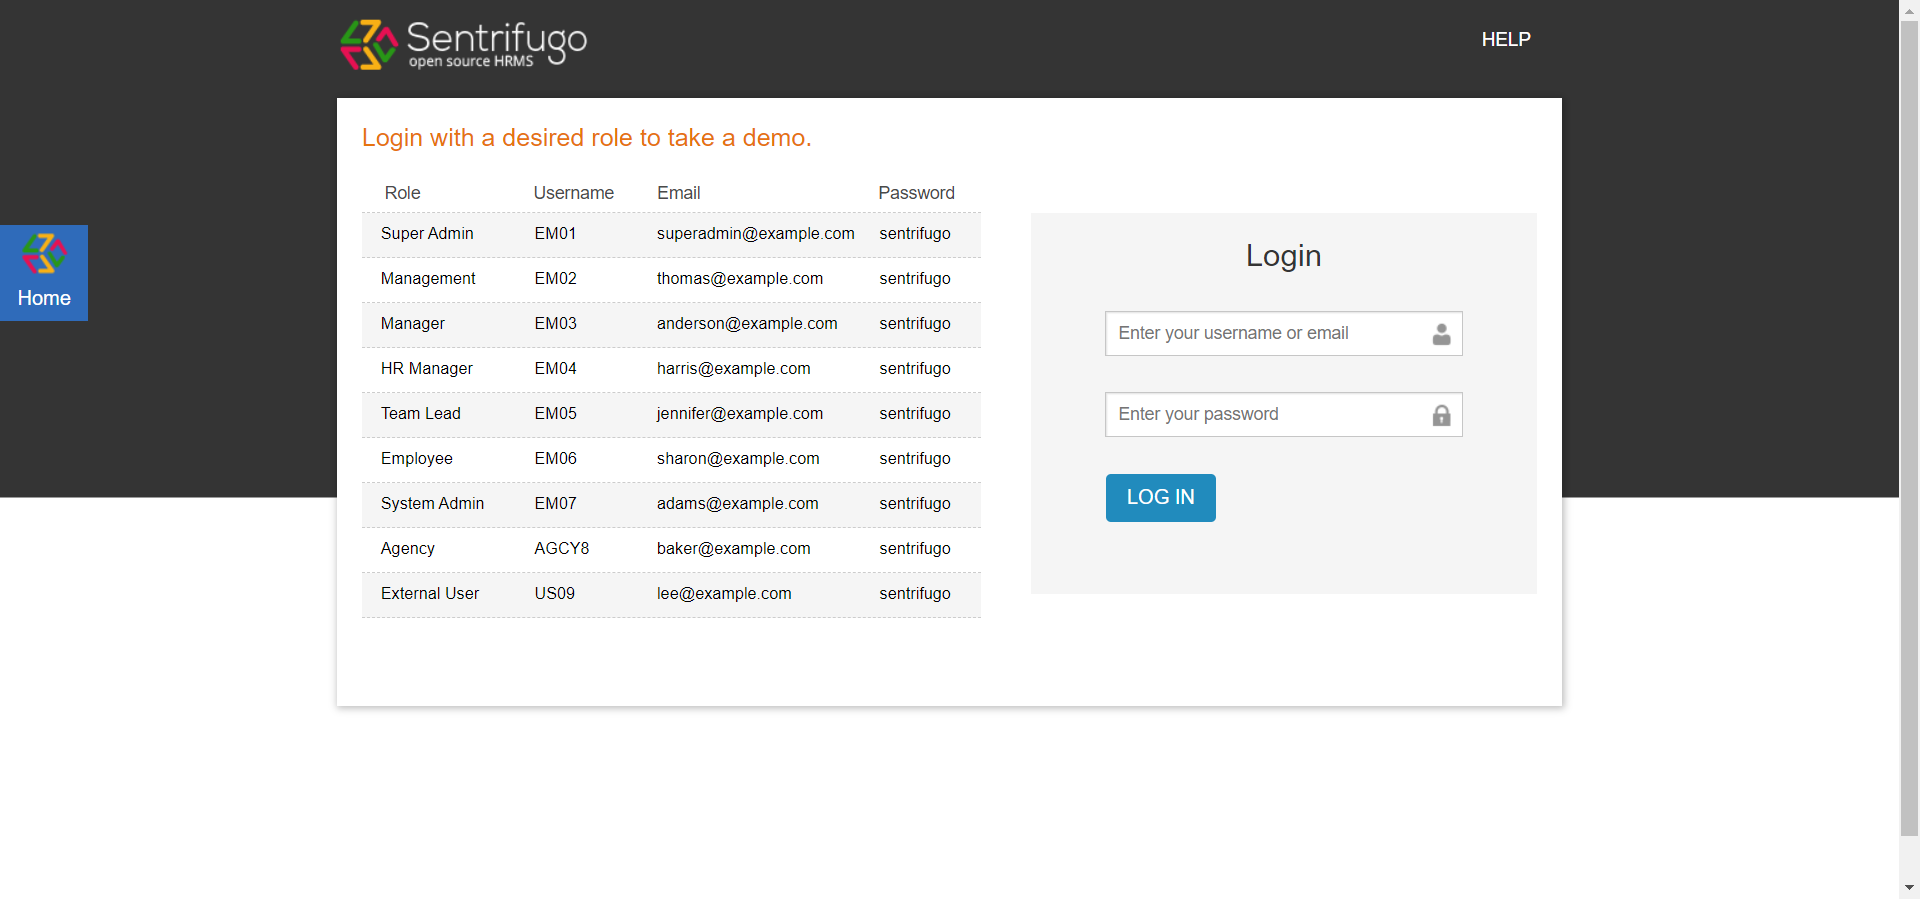 Sentrifugo
open source HRMS
HELP
Login with a desired role to take a demo.
Role Username Email Password
Super Admin EM01 superadmin@example.com sentrifugo
Management EM02 thomas@example.com sentrifugo
Manager EM03 anderson@example.com sentrifugo
HR Manager EM04 harris@example.com sentrifugo
Team Lead EM05 jennifer@example.com sentrifugo
Employee EM06 sharon@example.com sentrifugo
System Admin EM07 adams@example.com sentrifugo
Agency AGCY8 baker@example.com sentrifugo
External User US09 lee@example.com sentrifugo
Login
Enter your username or email
Enter your password
LOG IN
Home